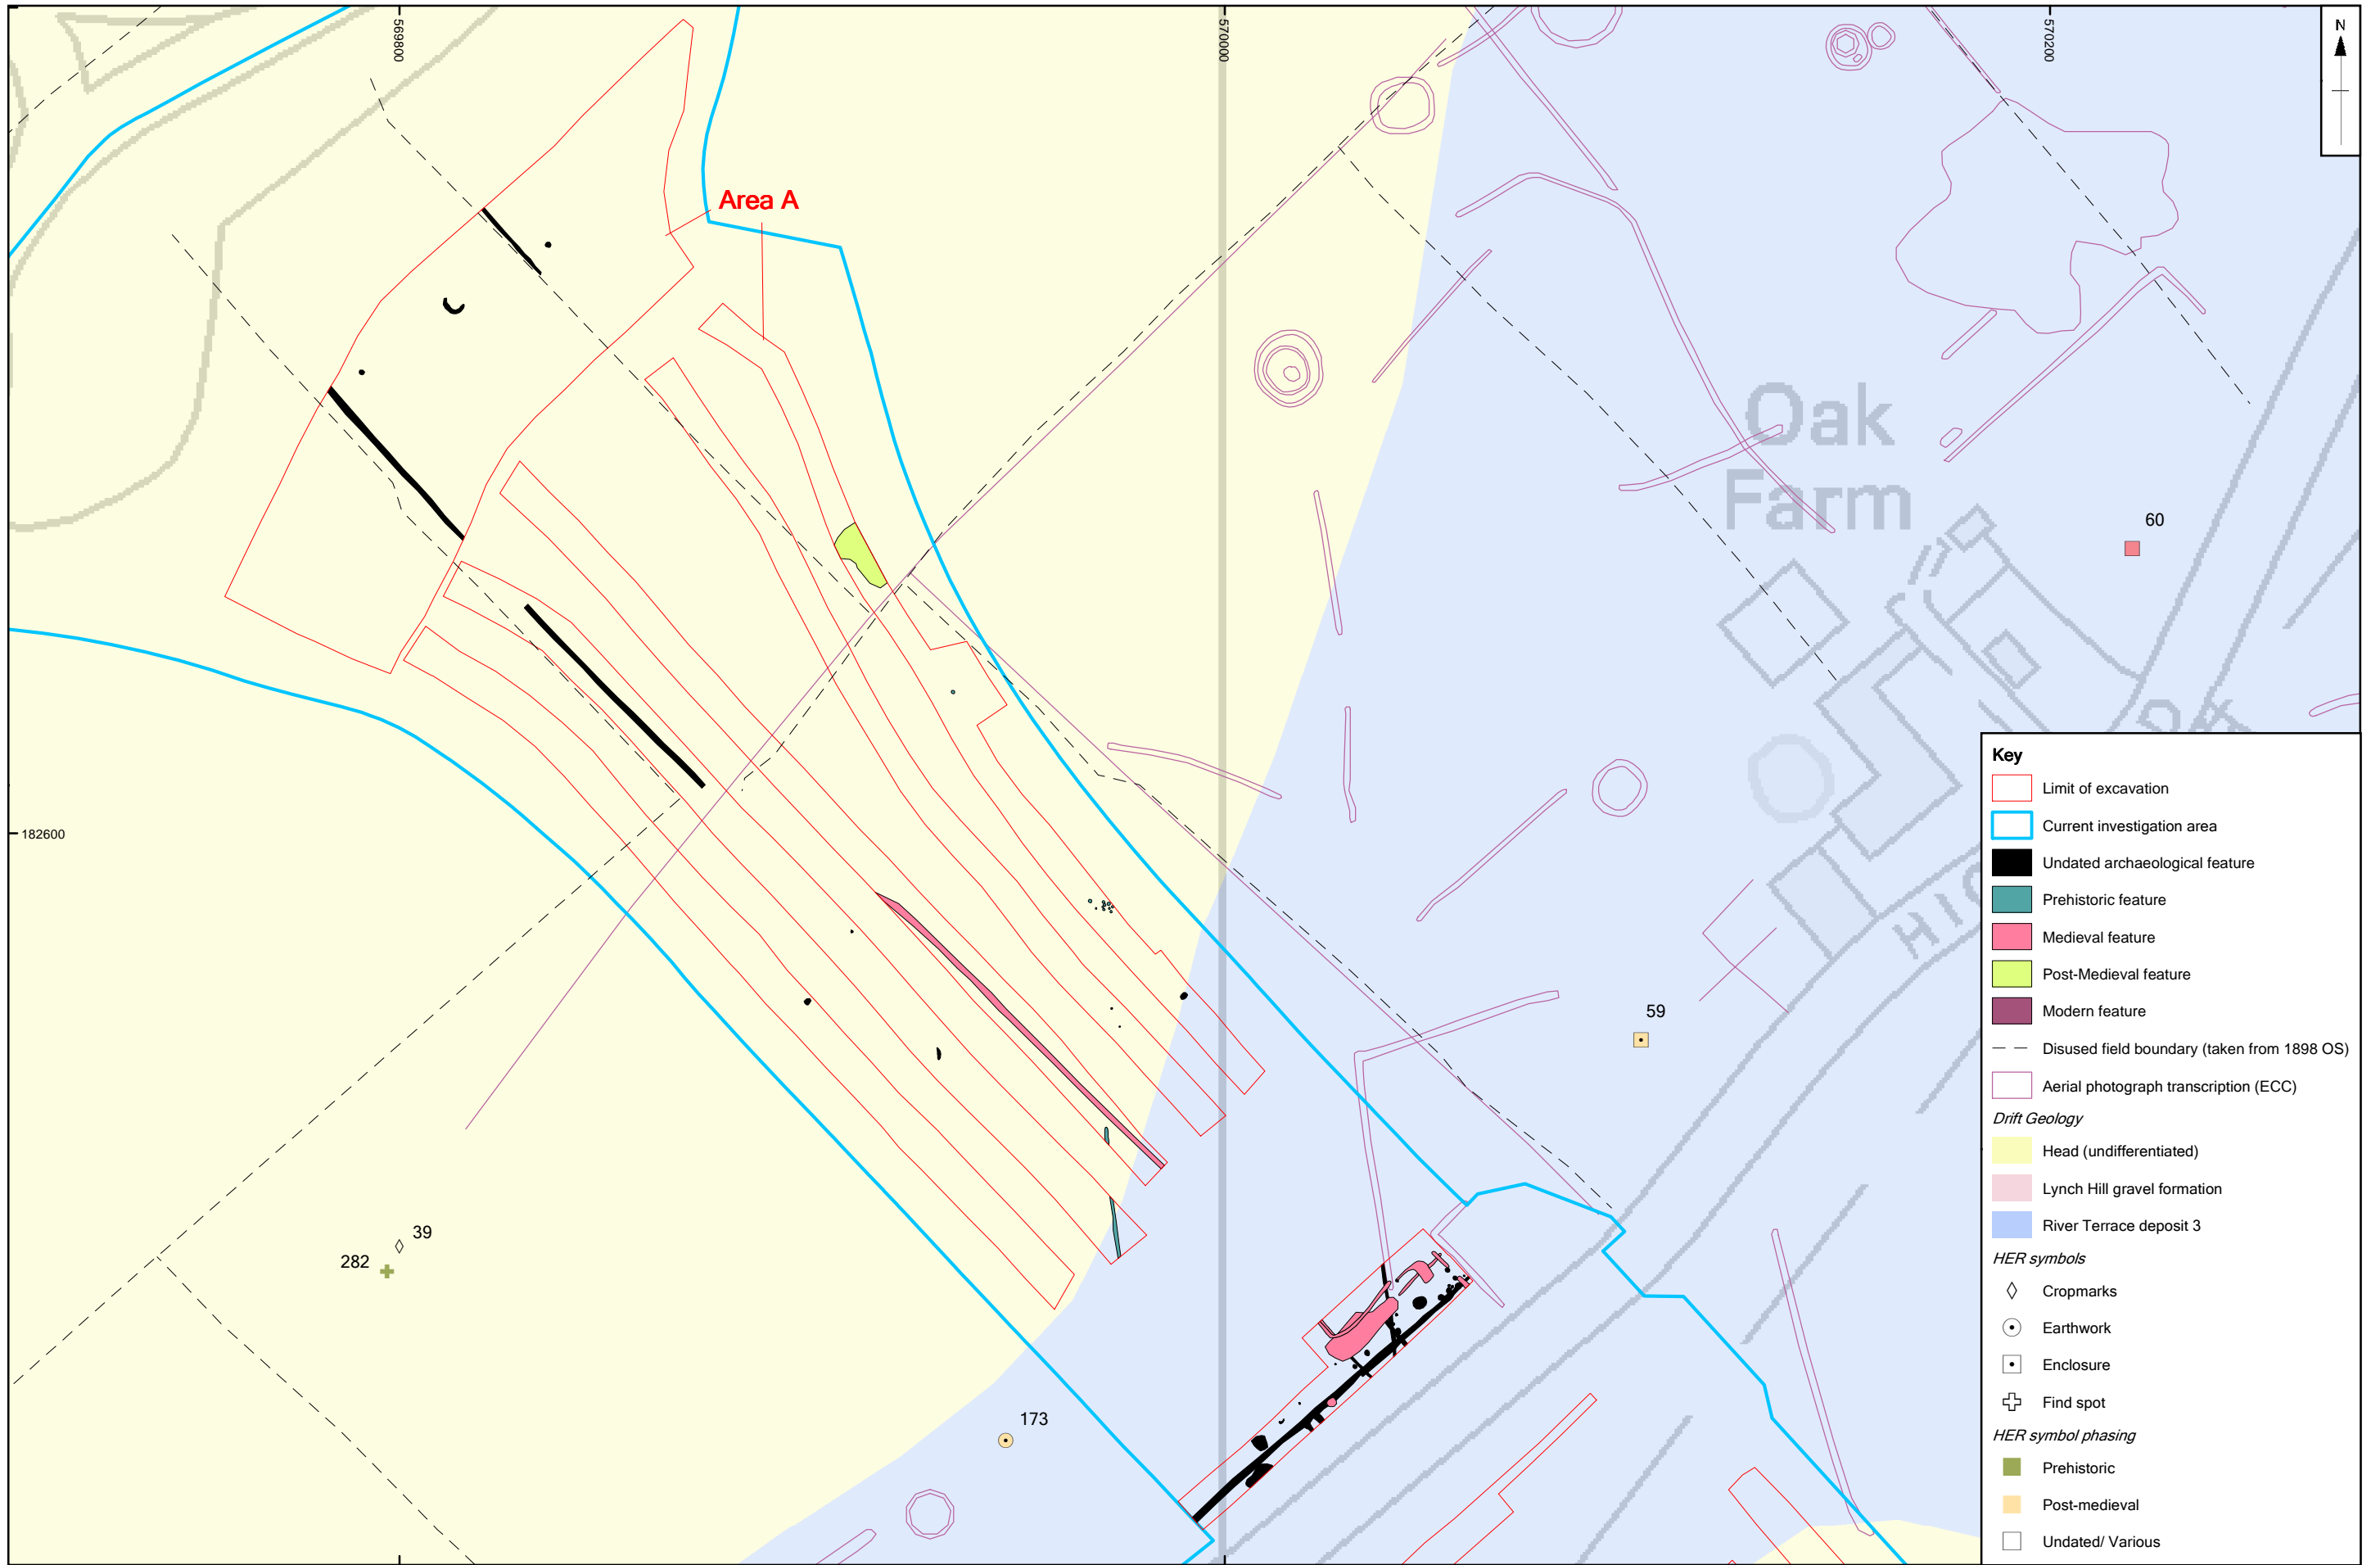 569800
570000
570200
N
Area A
Oak
Farm
60
182600
HIG
59
39
282
173
Key
Limit of excavation
Current investigation area
Undated archaeological feature
Prehistoric feature
Medieval feature
Post-Medieval feature
Modern feature
Disused field boundary (taken from 1898 OS)
Aerial photograph transcription (ECC)
Drift Geology
Head (undifferentiated)
Lynch Hill gravel formation
River Terrace deposit 3
HER symbols
Cropmarks
Earthwork
Enclosure
Find spot
HER symbol phasing
Prehistoric
Post-medieval
Undated/ Various